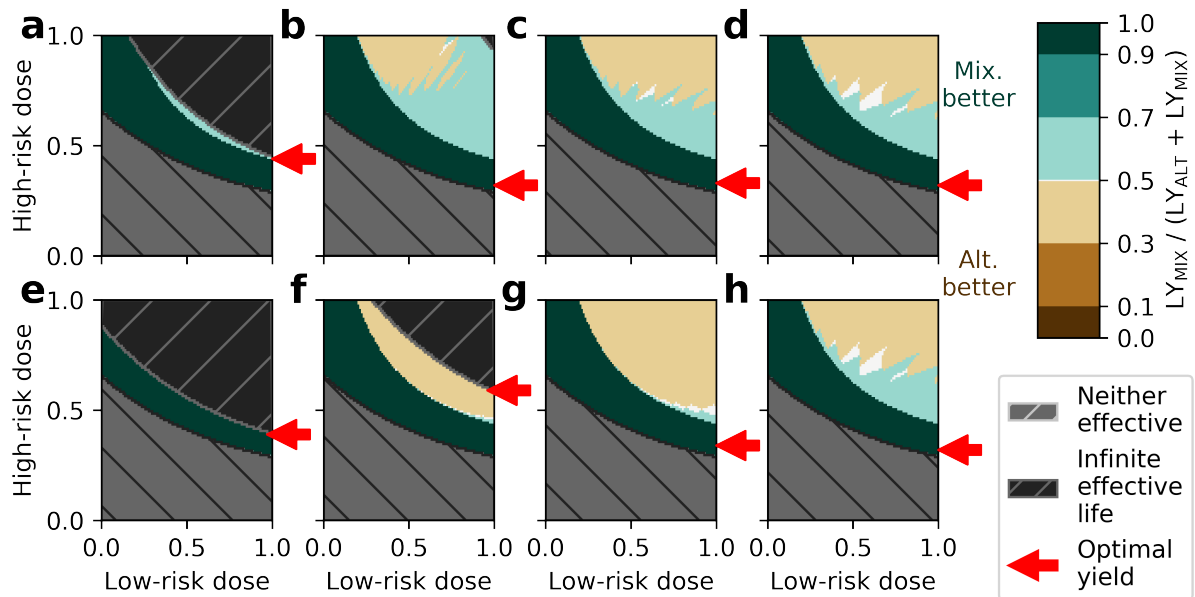 a
b
c
d
1.0
0.5
0.0
High-risk dose
Mix.
better
Alt.
better
1.0
0.9
0.7
0.5
0.3
0.1
0.0
LY_MIX / (LY_ALT + LY_MIX)
e
f
g
h
1.0
0.5
0.0
High-risk dose
0.0 0.5 1.0
0.0 0.5 1.0
0.0 0.5 1.0
0.0 0.5 1.0
Low-risk dose
Low-risk dose
Low-risk dose
Low-risk dose
Neither
effective
Infinite
effective
life
Optimal
yield